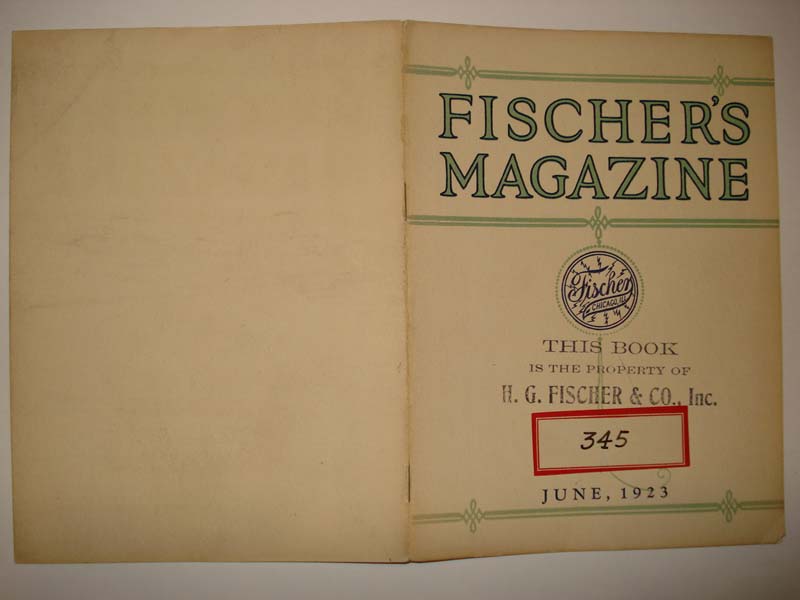 FISCHER'S
MAGAZINE
Fischer
CHICAGO, ILL.
THIS BOOK
IS THE PROPERTY OF
H. G. FISCHER & CO., Inc.
345
JUNE, 1923